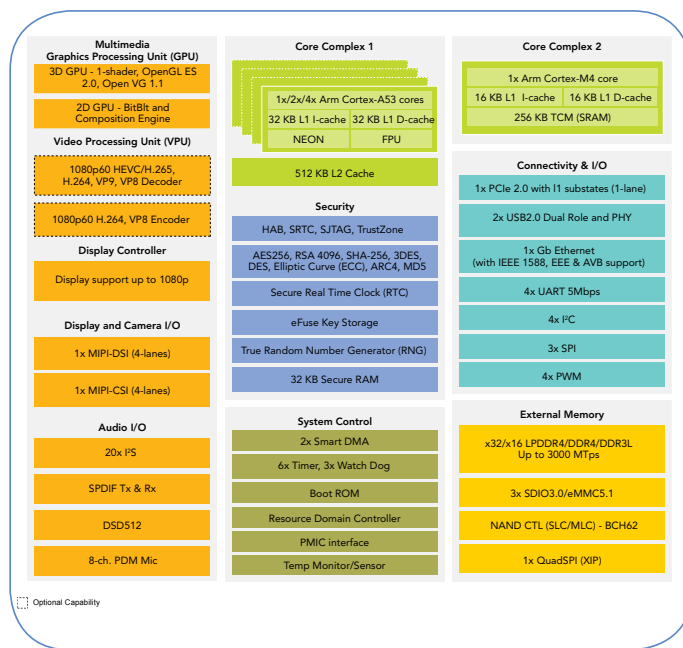 Multimedia
Graphics Processing Unit (GPU)
3D GPU - 1-shader, OpenGL ES
2.0, Open VG 1.1
2D GPU - BitBlt and
Composition Engine
Video Processing Unit (VPU)
1080p60 HEVC/H.265,
H.264, VP9, VP8 Decoder
1080p60 H.264, VP8 Encoder
Display Controller
Display support up to 1080p
Display and Camera I/O
1x MIPI-DSI (4-lanes)
1x MIPI-CSI (4-lanes)
Audio I/O
20x I²S
SPDIF Tx & Rx
DSD512
8-ch. PDM Mic
Core Complex 1
1x/2x/4x Arm Cortex-A53 cores
32 KB L1 I-cache
32 KB L1 D-cache
NEON
FPU
512 KB L2 Cache
Security
HAB, SRTC, SJTAG, TrustZone
AES256, RSA 4096, SHA-256, 3DES,
DES, Elliptic Curve (ECC), ARC4, MD5
Secure Real Time Clock (RTC)
eFuse Key Storage
True Random Number Generator (RNG)
32 KB Secure RAM
System Control
2x Smart DMA
6x Timer, 3x Watch Dog
Boot ROM
Resource Domain Controller
PMIC interface
Temp Monitor/Sensor
Core Complex 2
1x Arm Cortex-M4 core
16 KB L1 I-cache
16 KB L1 D-cache
256 KB TCM (SRAM)
Connectivity & I/O
1x PCIe 2.0 with l1 substates (1-lane)
2x USB2.0 Dual Role and PHY
1x Gb Ethernet
(with IEEE 1588, EEE & AVB support)
4x UART 5Mbps
4x I²C
3x SPI
4x PWM
External Memory
x32/x16 LPDDR4/DDR4/DDR3L
Up to 3000 MTps
3x SDIO3.0/eMMC5.1
NAND CTL (SLC/MLC) - BCH62
1x QuadSPI (XIP)
Optional Capability